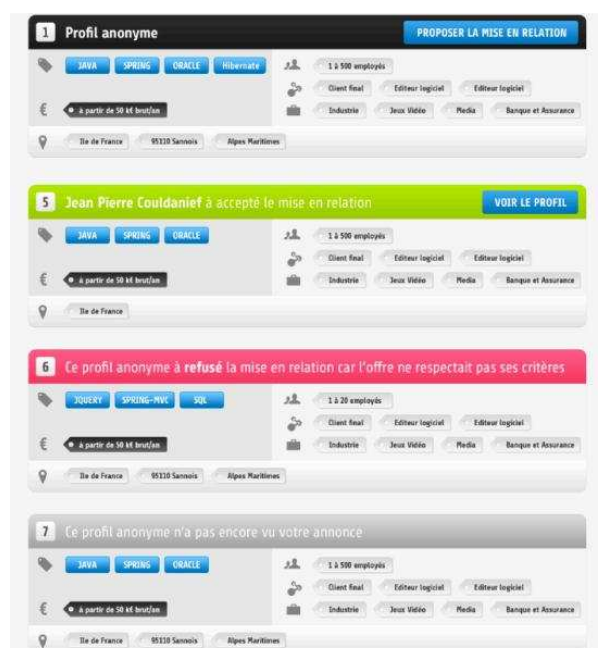 1 Profil anonyme PROPOSER LA MISE EN RELATION
JAVA SPRING ORACLE Hibernate 1 à 500 employés
Client final Editeur logiciel Editeur logiciel
€ à partir de 50 k€ brut/an Industrie Jeux Vidéo Media Banque et Assurance
Ile de France 95110 Sannois Alpes Maritimes
5 Jean Pierre Couldanief à accepté le mise en relation VOIR LE PROFIL
JAVA SPRING ORACLE 1 à 500 employés
Client final Editeur logiciel Editeur logiciel
€ à partir de 50 k€ brut/an Industrie Jeux Vidéo Media Banque et Assurance
Ile de France
6 Ce profil anonyme à refusé la mise en relation car l'offre ne respectait pas ses critères
JQUERY SPRING-MVC SQL 1 à 20 employés
Client final Editeur logiciel Editeur logiciel
€ à partir de 50 k€ brut/an Industrie Jeux Vidéo Media Banque et Assurance
Ile de France 95110 Sannois Alpes Maritimes
7 Ce profil anonyme n'a pas encore vu votre annonce
JAVA SPRING ORACLE 1 à 500 employés
Client final Editeur logiciel Editeur logiciel
€ à partir de 50 k€ brut/an Industrie Jeux Vidéo Media Banque et Assurance
Ile de France 95110 Sannois Alpes Maritimes